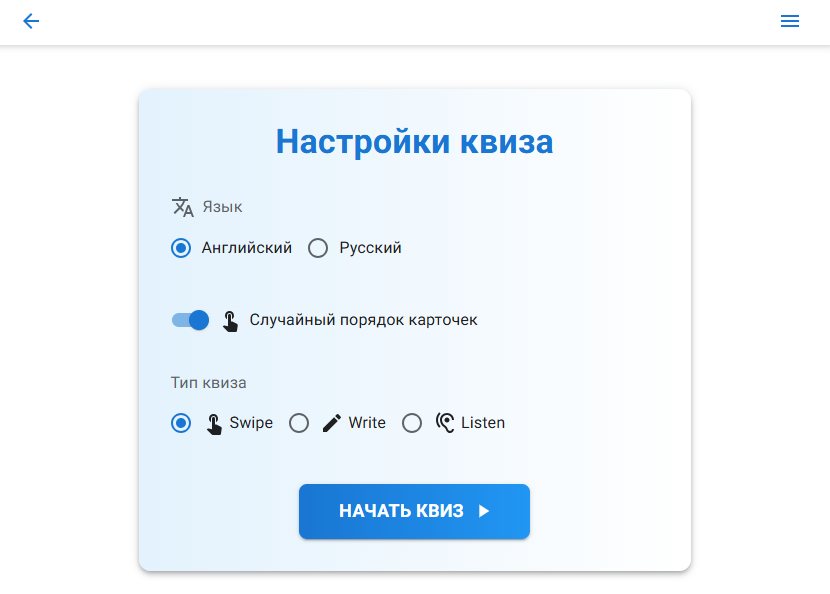 Настройки квиза
Язык
Английский Русский
Случайный порядок карточек
Тип квиза
Swipe Write Listen
НАЧАТЬ КВИЗ